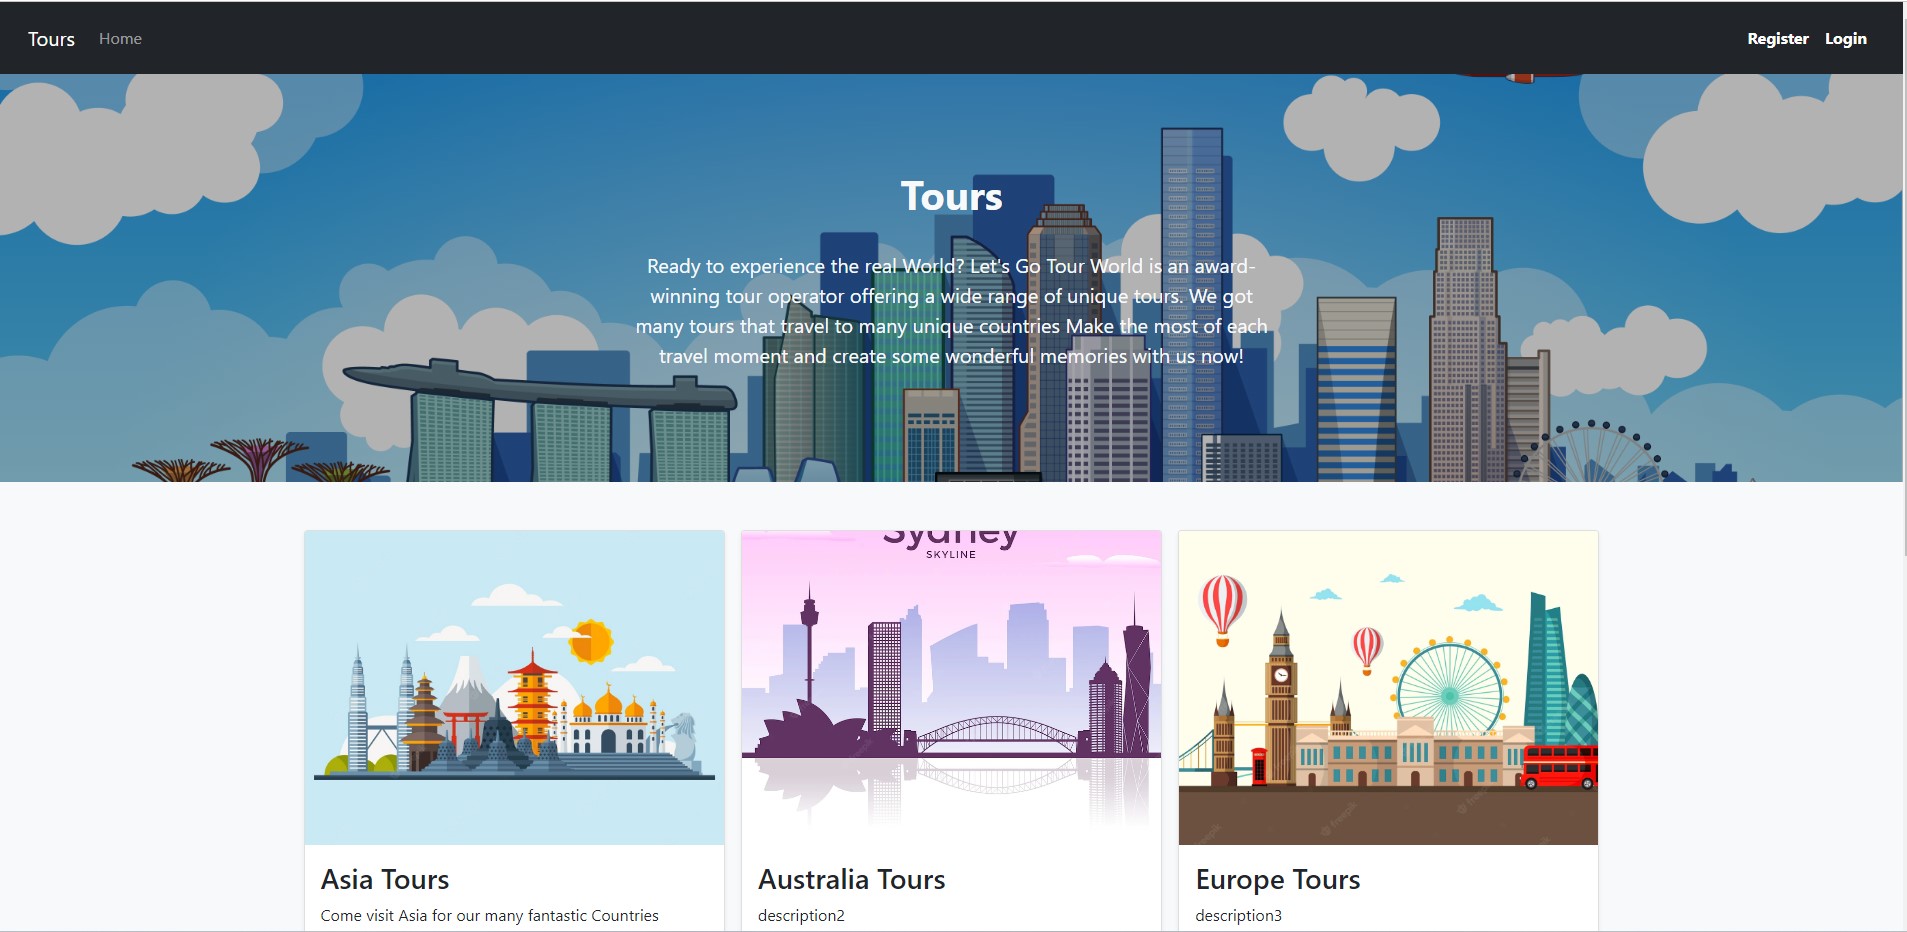 Tours Home Register Login
Tours
Ready to experience the real World? Let's Go Tour World is an award-
winning tour operator offering a wide range of unique tours. We got
many tours that travel to many unique countries Make the most of each
travel moment and create some wonderful memories with us now!
Sydney
SKYLINE
freepik
freepik
freepik
Asia Tours
Come visit Asia for our many fantastic Countries
Australia Tours
description2
Europe Tours
description3